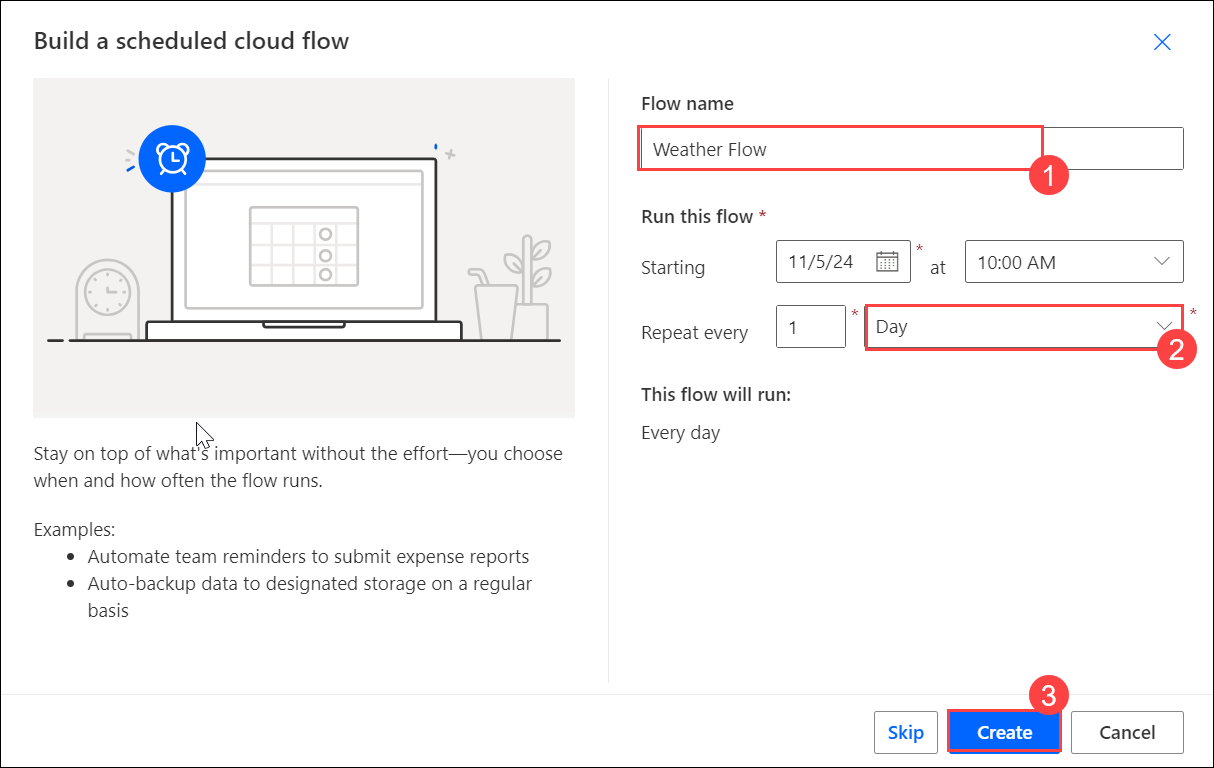 Build a scheduled cloud flow
Flow name
Weather Flow
1
Run this flow *
Starting
11/5/24
*
at
10:00 AM
Repeat every
1
*
Day
*
2
This flow will run:
Every day
Stay on top of what's important without the effort—you choose
when and how often the flow runs.
Examples:
• Automate team reminders to submit expense reports
• Auto-backup data to designated storage on a regular
basis
3
Skip
Create
Cancel